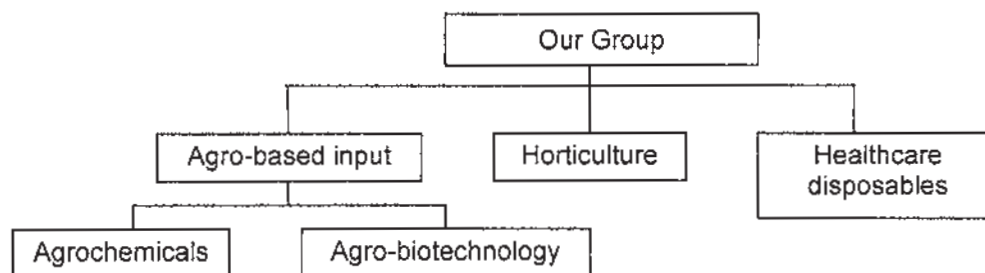 Our Group
Agro-based input
Horticulture
Healthcare
disposables
Agrochemicals
Agro-biotechnology